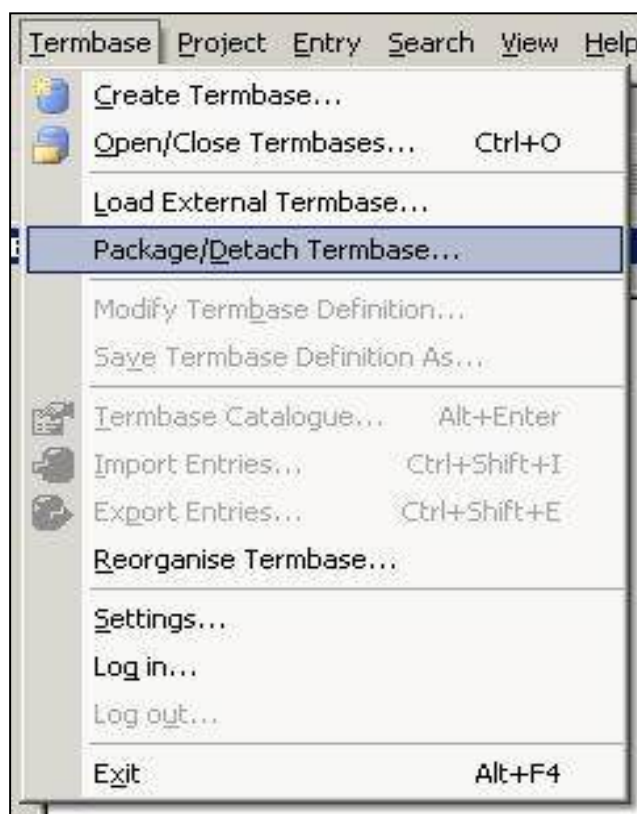 Termbase Project Entry Search View Help
Create Termbase...
Open/Close Termbases... Ctrl+O
Load External Termbase...
Package/Detach Termbase...
Modify Termbase Definition...
Save Termbase Definition As...
Termbase Catalogue... Alt+Enter
Import Entries... Ctrl+Shift+I
Export Entries... Ctrl+Shift+E
Reorganise Termbase...
Settings...
Log in...
Log out...
Exit Alt+F4